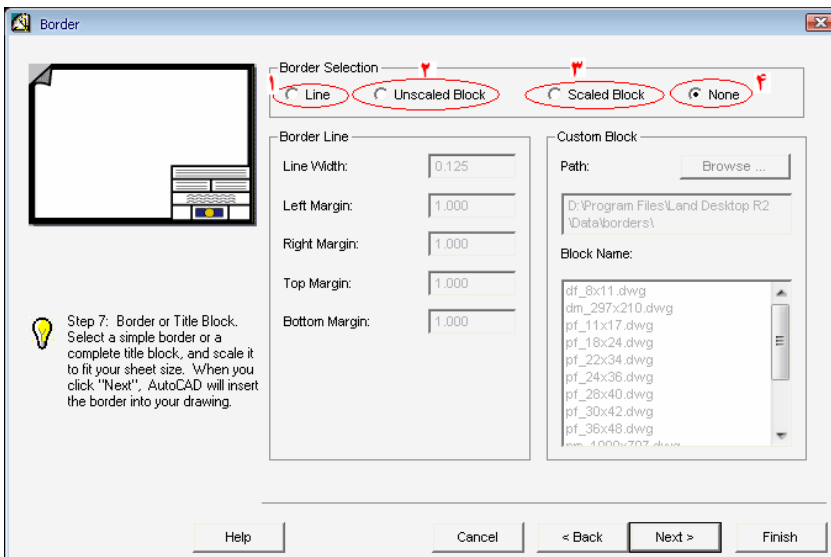 Border
Border Selection
۱ Line ۲ Unscaled Block ۳ Scaled Block ۴ None
Border Line
Line Width: 0.125
Left Margin: 1.000
Right Margin: 1.000
Top Margin: 1.000
Bottom Margin: 1.000
Custom Block
Path: Browse ...
D:\Program Files\Land Desktop R2
\Data\borders\
Block Name:
df_8x11.dwg
dm_297x210.dwg
pf_11x17.dwg
pf_18x24.dwg
pf_22x34.dwg
pf_24x36.dwg
pf_28x40.dwg
pf_30x42.dwg
pf_36x48.dwg
Step 7: Border or Title Block.
Select a simple border or a
complete title block, and scale it
to fit your sheet size. When you
click "Next", AutoCAD will insert
the border into your drawing.
Help Cancel < Back Next > Finish